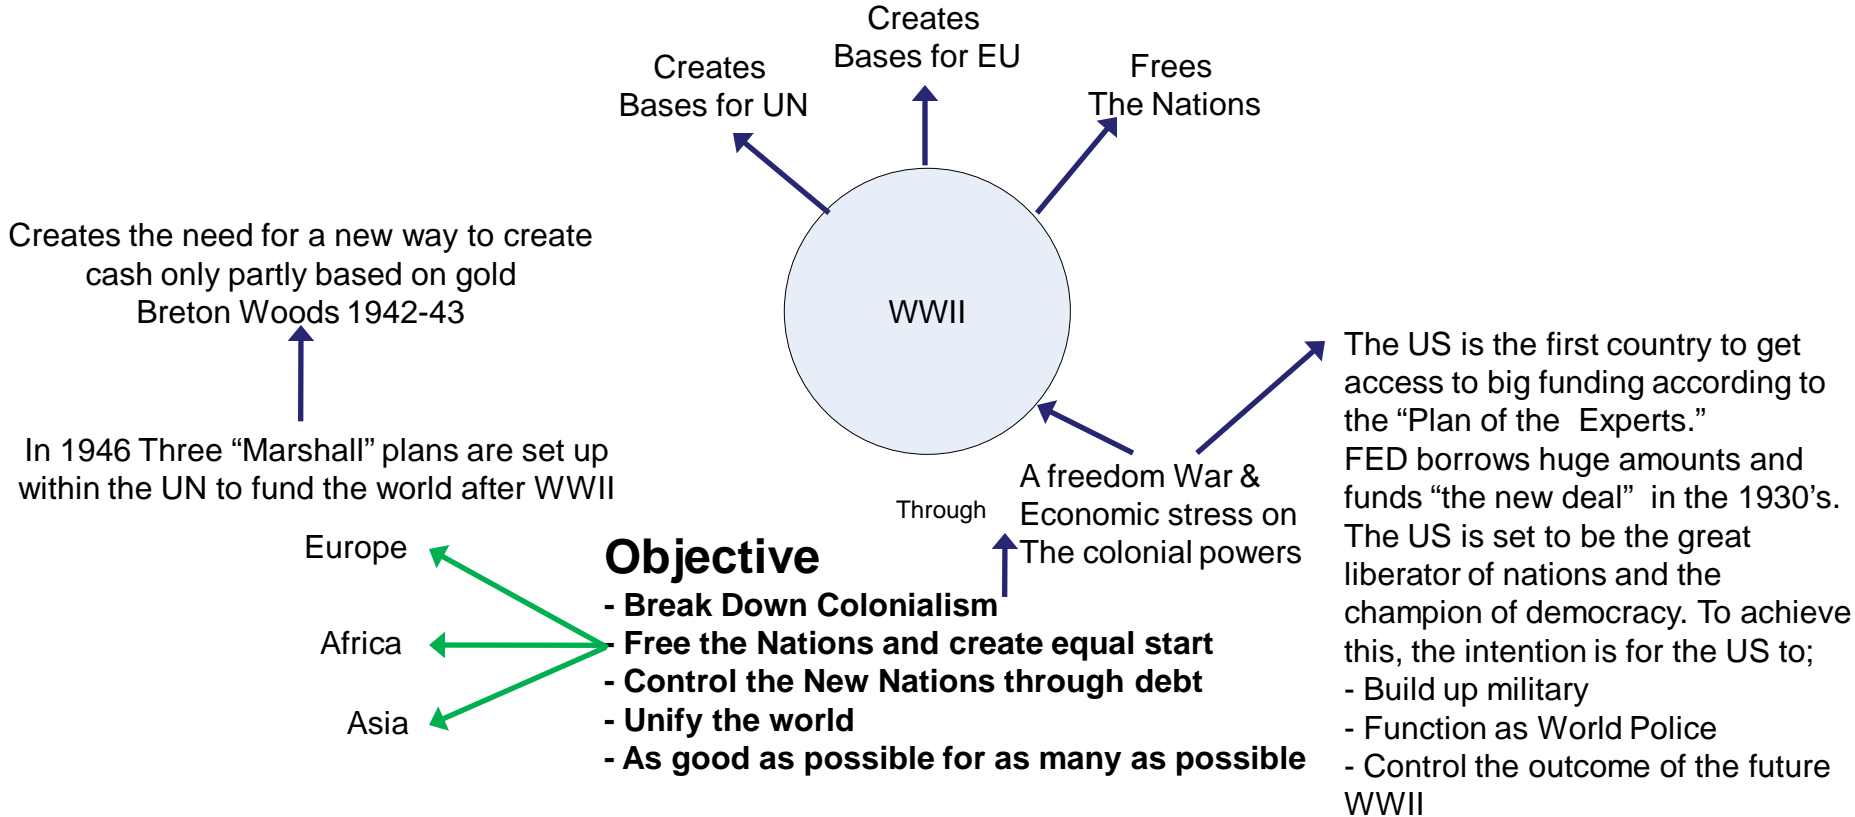 Creates
Bases for EU
Creates
Bases for UN
Frees
The Nations
Creates the need for a new way to create
cash only partly based on gold
Breton Woods 1942-43
WWII
In 1946 Three “Marshall” plans are set up
within the UN to fund the world after WWII
Europe
Africa
Asia
Through
A freedom War &
Economic stress on
The colonial powers
Objective
- Break Down Colonialism
- Free the Nations and create equal start
- Control the New Nations through debt
- Unify the world
- As good as possible for as many as possible
The US is the first country to get
access to big funding according to
the “Plan of the Experts.”
FED borrows huge amounts and
funds “the new deal” in the 1930’s.
The US is set to be the great
liberator of nations and the
champion of democracy. To achieve
this, the intention is for the US to;
- Build up military
- Function as World Police
- Control the outcome of the future
WWII